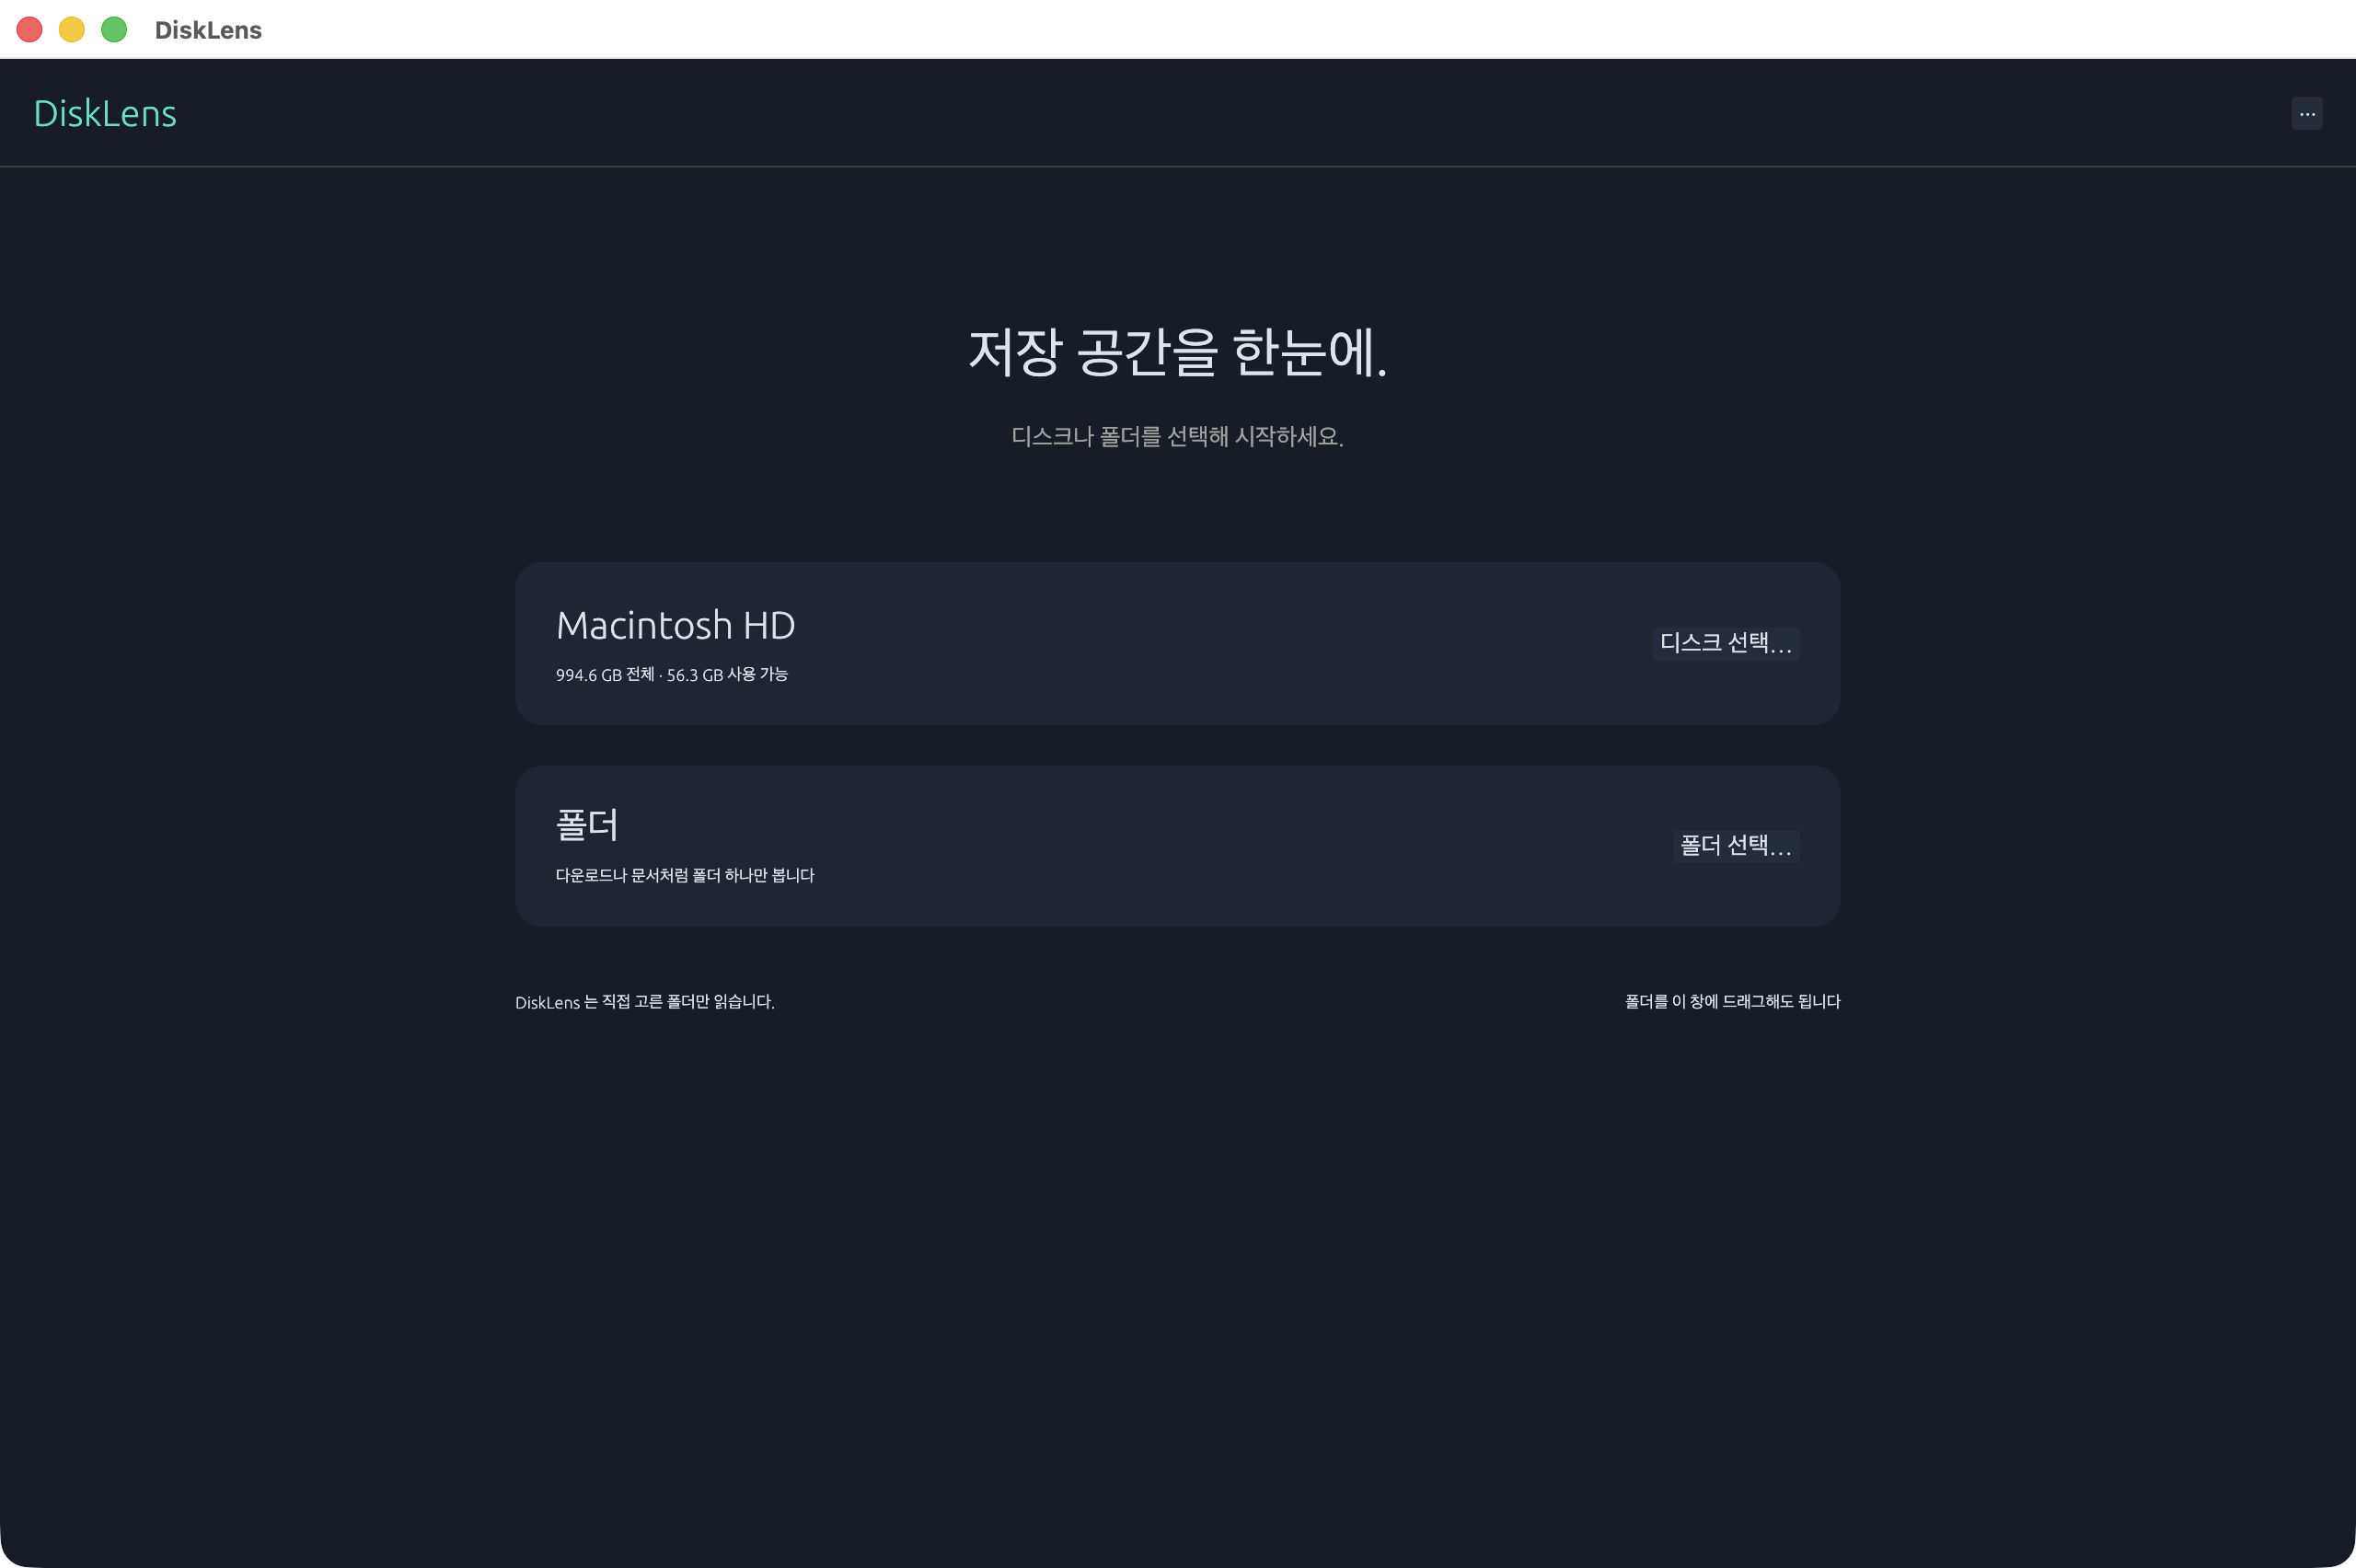 DiskLens
DiskLens
...
저장 공간을 한눈에.
디스크나 폴더를 선택해 시작하세요.
Macintosh HD
994.6 GB 전체 · 56.3 GB 사용 가능
디스크 선택...
폴더
다운로드나 문서처럼 폴더 하나만 봅니다
폴더 선택...
DiskLens 는 직접 고른 폴더만 읽습니다.
폴더를 이 창에 드래그해도 됩니다